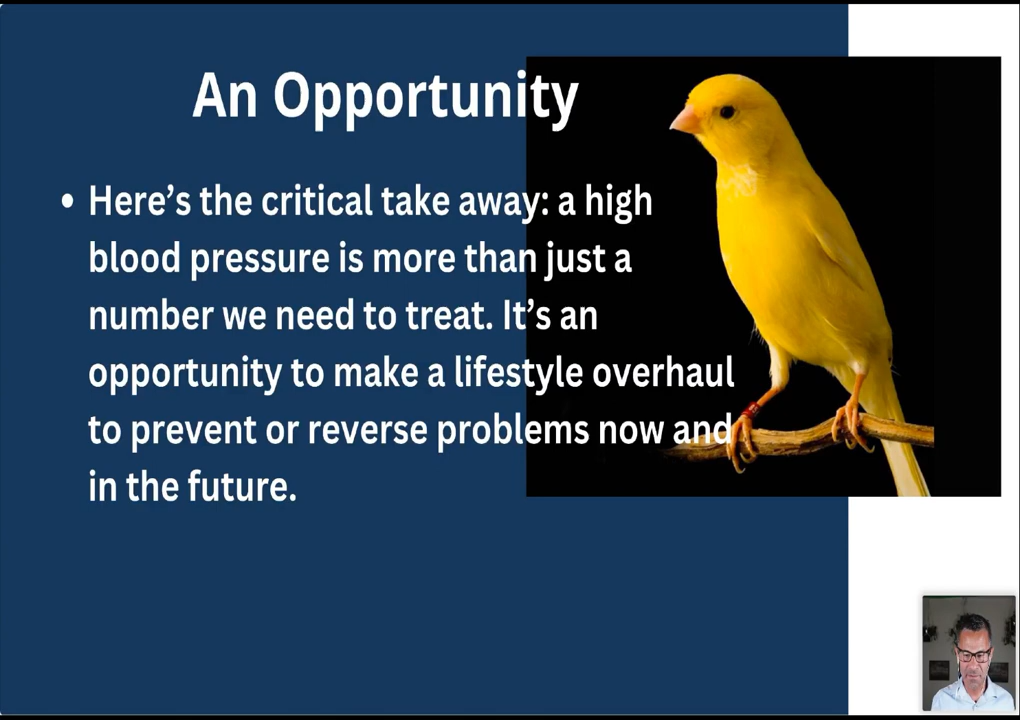 An Opportunity
• Here’s the critical take away: a high
blood pressure is more than just a
number we need to treat. It’s an
opportunity to make a lifestyle overhaul
to prevent or reverse problems now and
in the future.